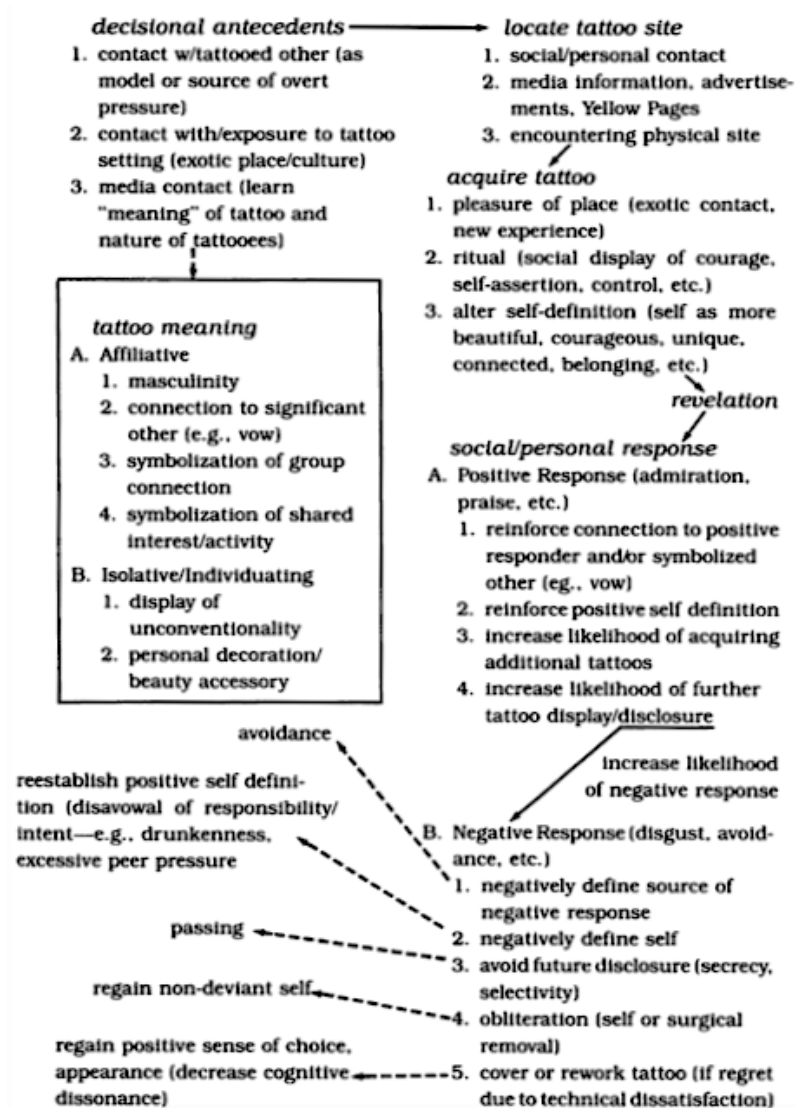 decisional antecedents
1. contact w/tattooed other (as
model or source of overt
pressure)
2. contact with/exposure to tattoo
setting (exotic place/culture)
3. media contact (learn
"meaning" of tattoo and
nature of tattooees)
tattoo meaning
A. Affiliative
1. masculinity
2. connection to significant
other (e.g., vow)
3. symbolization of group
connection
4. symbolization of shared
interest/activity
B. Isolative/Individuating
1. display of
unconventionality
2. personal decoration/
beauty accessory
locate tattoo site
1. social/personal contact
2. media information, advertise-
ments, Yellow Pages
3. encountering physical site
acquire tattoo
1. pleasure of place (exotic contact,
new experience)
2. ritual (social display of courage,
self-assertion, control, etc.)
3. alter self-definition (self as more
beautiful, courageous, unique,
connected, belonging, etc.)
revelation
social/personal response
A. Positive Response (admiration,
praise, etc.)
1. reinforce connection to positive
responder and/or symbolized
other (eg., vow)
2. reinforce positive self definition
3. increase likelihood of acquiring
additional tattoos
4. increase likelihood of further
tattoo display/disclosure
increase likelihood
of negative response
B. Negative Response (disgust, avoid-
ance, etc.)
1. negatively define source of
negative response
2. negatively define self
3. avoid future disclosure (secrecy,
selectivity)
4. obliteration (self or surgical
removal)
5. cover or rework tattoo (if regret
due to technical dissatisfaction)
avoidance
reestablish positive self defini-
tion (disavowal of responsibility/
intent—e.g., drunkenness,
excessive peer pressure
passing
regain non-deviant self
regain positive sense of choice,
appearance (decrease cognitive
dissonance)